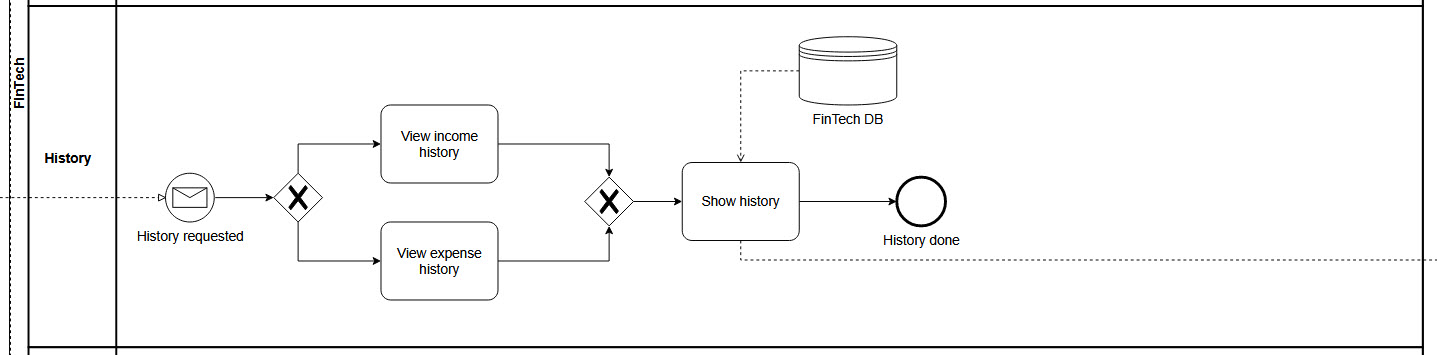 FinTech
History
History requested
View income
history
View expense
history
Show history
FinTech DB
History done